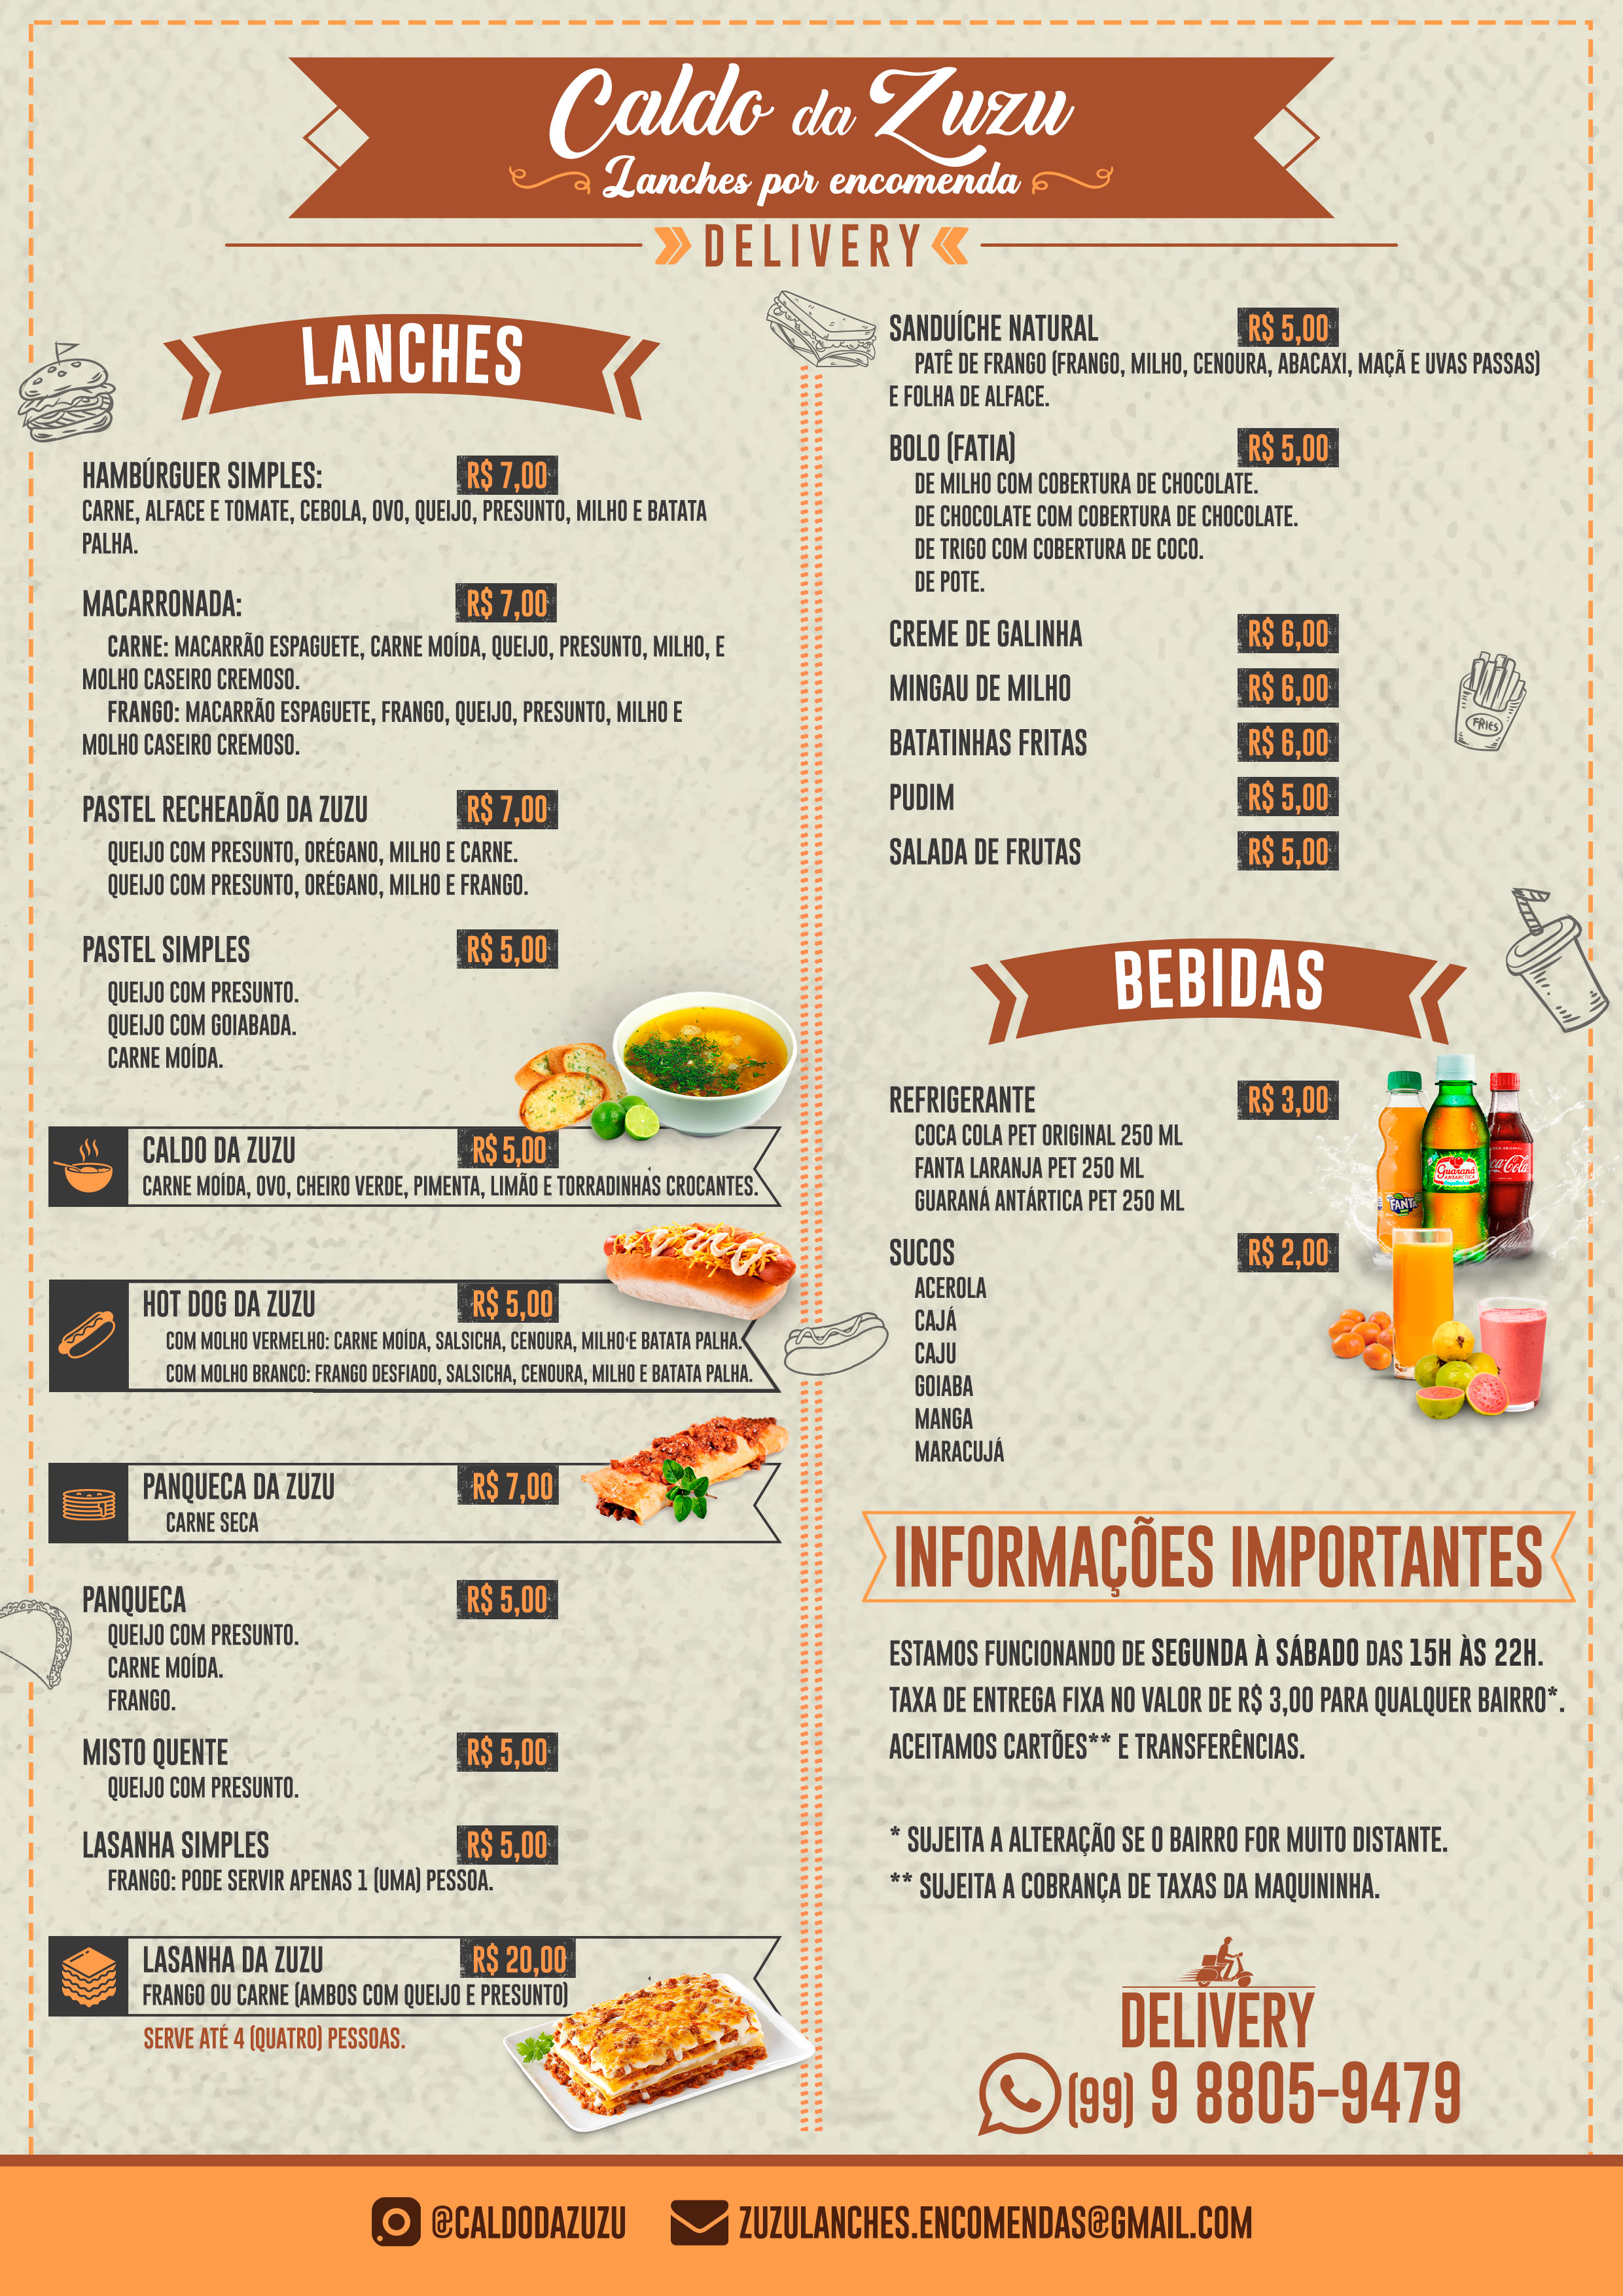 Caldo da Zuzu
Lanches por encomenda
DELIVERY
LANCHES
HAMBÚRGUER SIMPLES: R$ 7,00
CARNE, ALFACE E TOMATE, CEBOLA, OVO, QUEIJO, PRESUNTO, MILHO E BATATA
PALHA.
MACARRONADA: R$ 7,00
CARNE: MACARRÃO ESPAGUETE, CARNE MOÍDA, QUEIJO, PRESUNTO, MILHO, E
MOLHO CASEIRO CREMOSO.
FRANGO: MACARRÃO ESPAGUETE, FRANGO, QUEIJO, PRESUNTO, MILHO E
MOLHO CASEIRO CREMOSO.
PASTEL RECHEADÃO DA ZUZU R$ 7,00
QUEIJO COM PRESUNTO, ORÉGANO, MILHO E CARNE.
QUEIJO COM PRESUNTO, ORÉGANO, MILHO E FRANGO.
PASTEL SIMPLES R$ 5,00
QUEIJO COM PRESUNTO.
QUEIJO COM GOIABADA.
CARNE MOÍDA.
CALDO DA ZUZU R$ 5,00
CARNE MOÍDA, OVO, CHEIRO VERDE, PIMENTA, LIMÃO E TORRADINHAS CROCANTES.
HOT DOG DA ZUZU R$ 5,00
COM MOLHO VERMELHO: CARNE MOÍDA, SALSICHA, CENOURA, MILHO E BATATA PALHA.
COM MOLHO BRANCO: FRANGO DESFIADO, SALSICHA, CENOURA, MILHO E BATATA PALHA.
PANQUECA DA ZUZU R$ 7,00
CARNE SECA
PANQUECA R$ 5,00
QUEIJO COM PRESUNTO.
CARNE MOÍDA.
FRANGO.
MISTO QUENTE R$ 5,00
QUEIJO COM PRESUNTO.
LASANHA SIMPLES R$ 5,00
FRANGO: PODE SERVIR APENAS 1 (UMA) PESSOA.
LASANHA DA ZUZU R$ 20,00
FRANGO OU CARNE (AMBOS COM QUEIJO E PRESUNTO)
SERVE ATÉ 4 (QUATRO) PESSOAS.
SANDUÍCHE NATURAL R$ 5,00
PATÊ DE FRANGO (FRANGO, MILHO, CENOURA, ABACAXI, MAÇÃ E UVAS PASSAS)
E FOLHA DE ALFACE.
BOLO (FATIA) R$ 5,00
DE MILHO COM COBERTURA DE CHOCOLATE.
DE CHOCOLATE COM COBERTURA DE CHOCOLATE.
DE TRIGO COM COBERTURA DE COCO.
DE POTE.
CREME DE GALINHA R$ 6,00
MINGAU DE MILHO R$ 6,00
BATATINHAS FRITAS R$ 6,00
FRIES
PUDIM R$ 5,00
SALADA DE FRUTAS R$ 5,00
BEBIDAS
REFRIGERANTE R$ 3,00
COCA COLA PET ORIGINAL 250 ML
FANTA LARANJA PET 250 ML
GUARANÁ ANTÁRTICA PET 250 ML
Guaraná
ANTARCTICA
Coca-Cola
FANTA
SUCOS R$ 2,00
ACEROLA
CAJÁ
CAJU
GOIABA
MANGA
MARACUJÁ
INFORMAÇÕES IMPORTANTES
ESTAMOS FUNCIONANDO DE SEGUNDA À SÁBADO DAS 15H ÀS 22H.
TAXA DE ENTREGA FIXA NO VALOR DE R$ 3,00 PARA QUALQUER BAIRRO*.
ACEITAMOS CARTÕES** E TRANSFERÊNCIAS.
* SUJEITA A ALTERAÇÃO SE O BAIRRO FOR MUITO DISTANTE.
** SUJEITA A COBRANÇA DE TAXAS DA MAQUININHA.
DELIVERY
(99) 9 8805-9479
@CALDODAZUZU ZUZULANCHES.ENCOMENDAS@GMAIL.COM